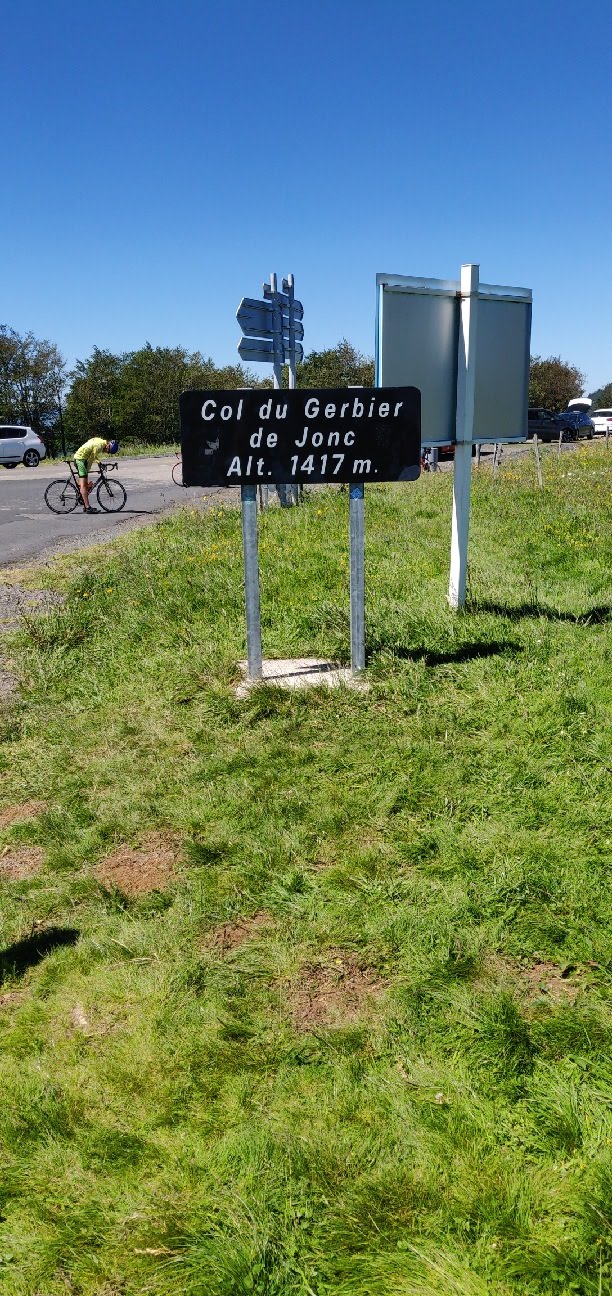 Col du Gerbier
de Jonc
Alt. 1417 m.